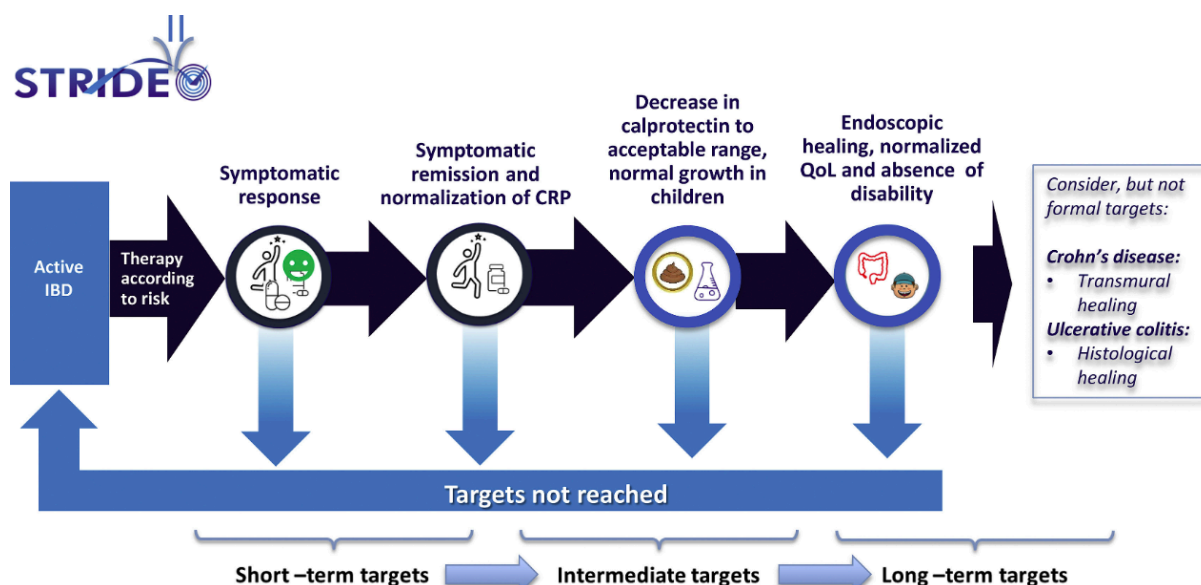 II
STRIDE
Decrease in
calprotectin to
acceptable range,
normal growth in
children
Endoscopic
healing, normalized
QoL and absence of
disability
Symptomatic
remission and
normalization of CRP
Symptomatic
response
Active
IBD
Therapy
according
to risk
Consider, but not
formal targets:
Crohn’s disease:
• Transmural
healing
Ulcerative colitis:
• Histological
healing
Targets not reached
Short –term targets
Intermediate targets
Long –term targets